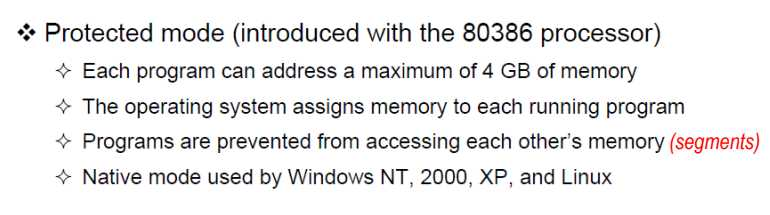 ❖ Protected mode (introduced with the 80386 processor)
✧ Each program can address a maximum of 4 GB of memory
✧ The operating system assigns memory to each running program
✧ Programs are prevented from accessing each other's memory (segments)
✧ Native mode used by Windows NT, 2000, XP, and Linux